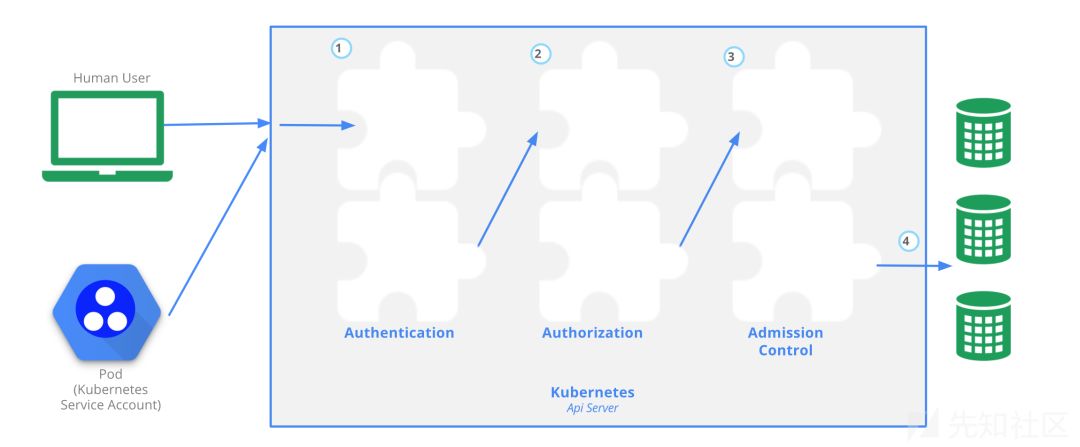 1
2
3
Human User
4
Authentication
Authorization
Admission
Control
Pod
(Kubernetes
Service Account)
Kubernetes
Api Server
先知社区